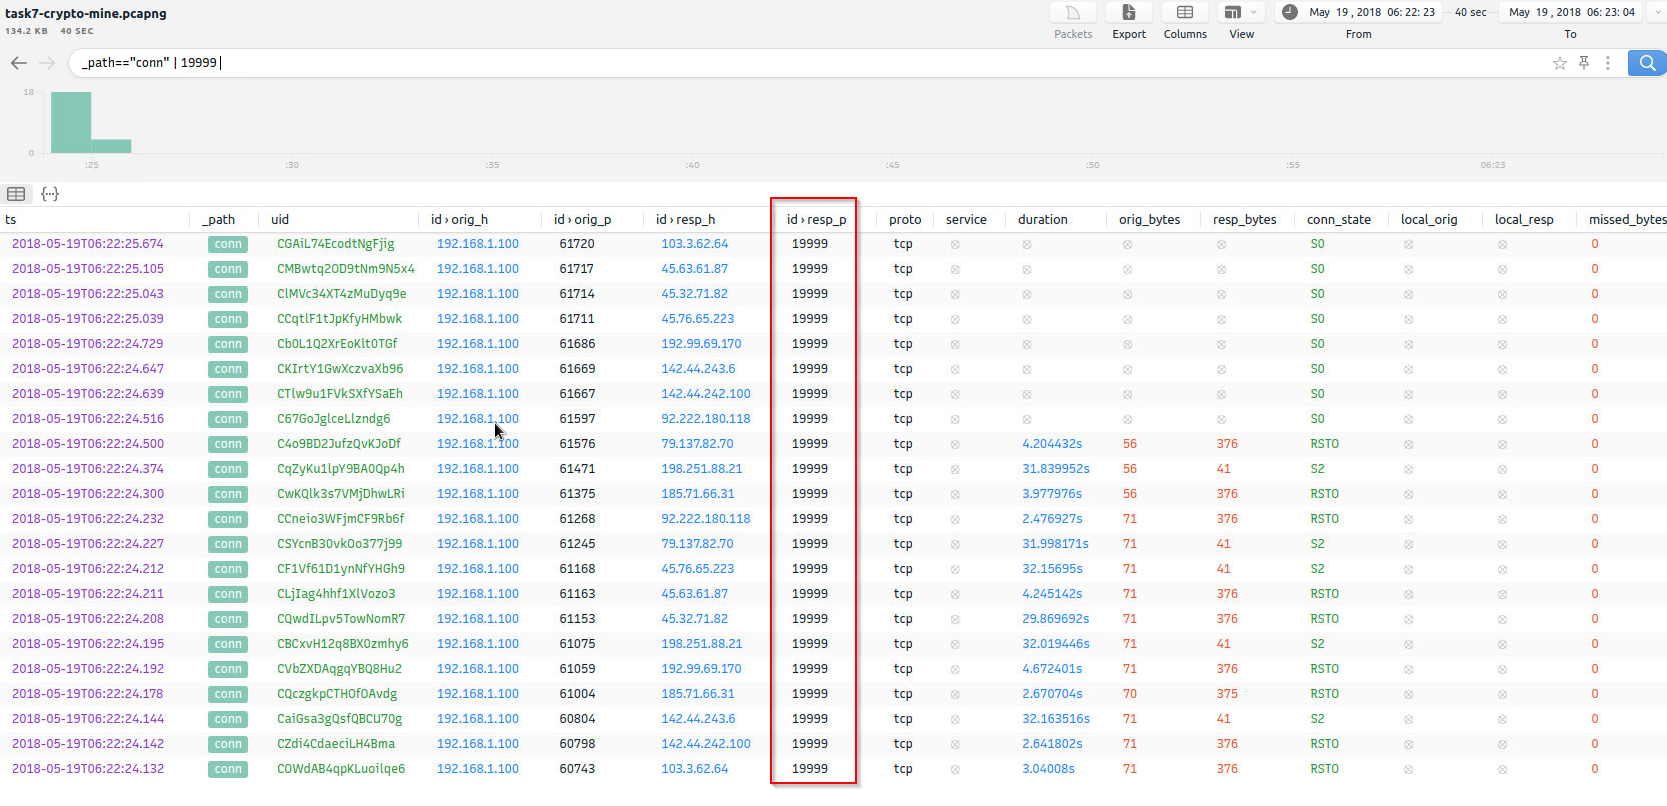 task7-crypto-mine.pcapng
134.2 KB 40 SEC
Packets Export Columns View
May 19 , 2018 06: 22: 23 40 sec May 19 , 2018 06: 23: 04
From To
_path=="conn" | 19999
18
0
:25 :30 :35 :40 :45 :50 :55 06:23
ts _path uid id › orig_h id › orig_p id › resp_h id › resp_p proto service duration orig_bytes resp_bytes conn_state local_orig local_resp missed_bytes
2018-05-19T06:22:25.674 conn CGAiL74EcodtNgFjig 192.168.1.100 61720 103.3.62.64 19999 tcp S0 0
2018-05-19T06:22:25.105 conn CMBwtq2OD9tNm9N5x4 192.168.1.100 61717 45.63.61.87 19999 tcp S0 0
2018-05-19T06:22:25.043 conn ClMVc34XT4zMuDyq9e 192.168.1.100 61714 45.32.71.82 19999 tcp S0 0
2018-05-19T06:22:25.039 conn CCqtlF1tJpKfyHMbwk 192.168.1.100 61711 45.76.65.223 19999 tcp S0 0
2018-05-19T06:22:24.729 conn Cb0L1Q2XrEoKlt0TGf 192.168.1.100 61686 192.99.69.170 19999 tcp S0 0
2018-05-19T06:22:24.647 conn CKIrtY1GwXczvaXb96 192.168.1.100 61669 142.44.243.6 19999 tcp S0 0
2018-05-19T06:22:24.639 conn CTlw9u1FVkSXfYSaEh 192.168.1.100 61667 142.44.242.100 19999 tcp S0 0
2018-05-19T06:22:24.516 conn C67GoJglceLlzndg6 192.168.1.100 61597 92.222.180.118 19999 tcp S0 0
2018-05-19T06:22:24.500 conn C4o9BD2JufzQvKJoDf 192.168.1.100 61576 79.137.82.70 19999 tcp 4.204432s 56 376 RSTO 0
2018-05-19T06:22:24.374 conn CqZyKu1lpY9BA0Qp4h 192.168.1.100 61471 198.251.88.21 19999 tcp 31.839952s 56 41 S2 0
2018-05-19T06:22:24.300 conn CwKQlk3s7VMjDhwLRi 192.168.1.100 61375 185.71.66.31 19999 tcp 3.977976s 56 376 RSTO 0
2018-05-19T06:22:24.232 conn CCneio3WFjmCF9Rb6f 192.168.1.100 61268 92.222.180.118 19999 tcp 2.476927s 71 376 RSTO 0
2018-05-19T06:22:24.227 conn CSYcnB30vkOo377j99 192.168.1.100 61245 79.137.82.70 19999 tcp 31.998171s 71 41 S2 0
2018-05-19T06:22:24.212 conn CF1Vf61D1ynNfYHGh9 192.168.1.100 61168 45.76.65.223 19999 tcp 32.15695s 71 41 S2 0
2018-05-19T06:22:24.211 conn CLjIag4hhf1XlVozo3 192.168.1.100 61163 45.63.61.87 19999 tcp 4.245142s 71 376 RSTO 0
2018-05-19T06:22:24.208 conn CQwdILpv5TowNomR7 192.168.1.100 61153 45.32.71.82 19999 tcp 29.869692s 71 376 RSTO 0
2018-05-19T06:22:24.195 conn CBCxvH12q8BX0zmhy6 192.168.1.100 61075 198.251.88.21 19999 tcp 32.019446s 71 41 S2 0
2018-05-19T06:22:24.192 conn CVbZXDAqgqYBQ8Hu2 192.168.1.100 61059 192.99.69.170 19999 tcp 4.672401s 71 376 RSTO 0
2018-05-19T06:22:24.178 conn CQczgkpCTHOfOAvdg 192.168.1.100 61004 185.71.66.31 19999 tcp 2.670704s 70 375 RSTO 0
2018-05-19T06:22:24.144 conn CaiGsa3gQsfQBCU70g 192.168.1.100 60804 142.44.243.6 19999 tcp 32.163516s 71 41 S2 0
2018-05-19T06:22:24.142 conn CZdi4CdaeciLH4Bma 192.168.1.100 60798 142.44.242.100 19999 tcp 2.641802s 71 376 RSTO 0
2018-05-19T06:22:24.132 conn COWdAB4qpKLuoilqe6 192.168.1.100 60743 103.3.62.64 19999 tcp 3.04008s 71 376 RSTO 0